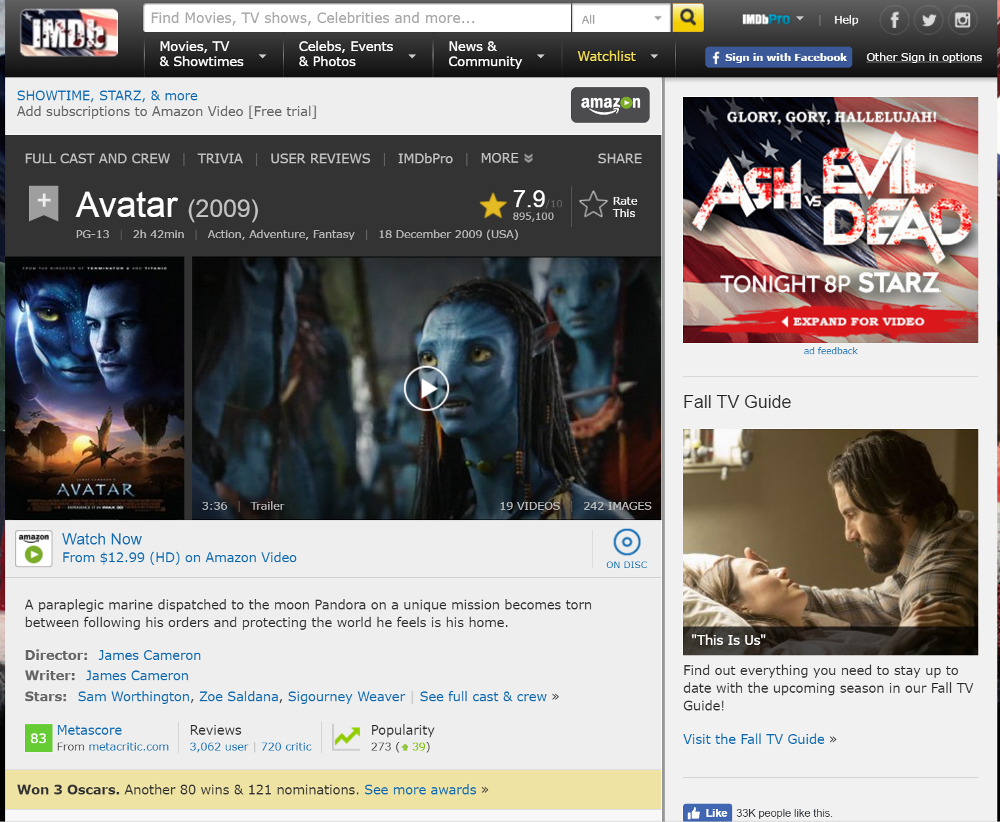 IMDb
Find Movies, TV shows, Celebrities and more...
All
IMDbPro
Help
Movies, TV
& Showtimes
Celebs, Events
& Photos
News &
Community
Watchlist
Sign in with Facebook
Other Sign in options
SHOWTIME, STARZ, & more
Add subscriptions to Amazon Video [Free trial]
amazon
FULL CAST AND CREW | TRIVIA | USER REVIEWS | IMDbPro | MORE
SHARE
Avatar (2009)
7.9/10
895,100
Rate
This
PG-13 | 2h 42min | Action, Adventure, Fantasy | 18 December 2009 (USA)
FROM THE DIRECTOR OF TERMINATOR 2 AND TITANIC
JAMES CAMERON'S
AVATAR
EXPERIENCE IT IN IMAX 3D
3:36 | Trailer
19 VIDEOS | 242 IMAGES
amazon
Watch Now
From $12.99 (HD) on Amazon Video
ON DISC
A paraplegic marine dispatched to the moon Pandora on a unique mission becomes torn
between following his orders and protecting the world he feels is his home.
Director: James Cameron
Writer: James Cameron
Stars: Sam Worthington, Zoe Saldana, Sigourney Weaver | See full cast & crew »
83
Metascore
From metacritic.com
Reviews
3,062 user | 720 critic
Popularity
273 (39)
Won 3 Oscars. Another 80 wins & 121 nominations. See more awards »
GLORY, GORY, HALLELUJAH!
ASH VS EVIL DEAD
TONIGHT 8P STARZ
EXPAND FOR VIDEO
ad feedback
Fall TV Guide
"This Is Us"
Find out everything you need to stay up to
date with the upcoming season in our Fall TV
Guide!
Visit the Fall TV Guide »
Like
33K people like this.